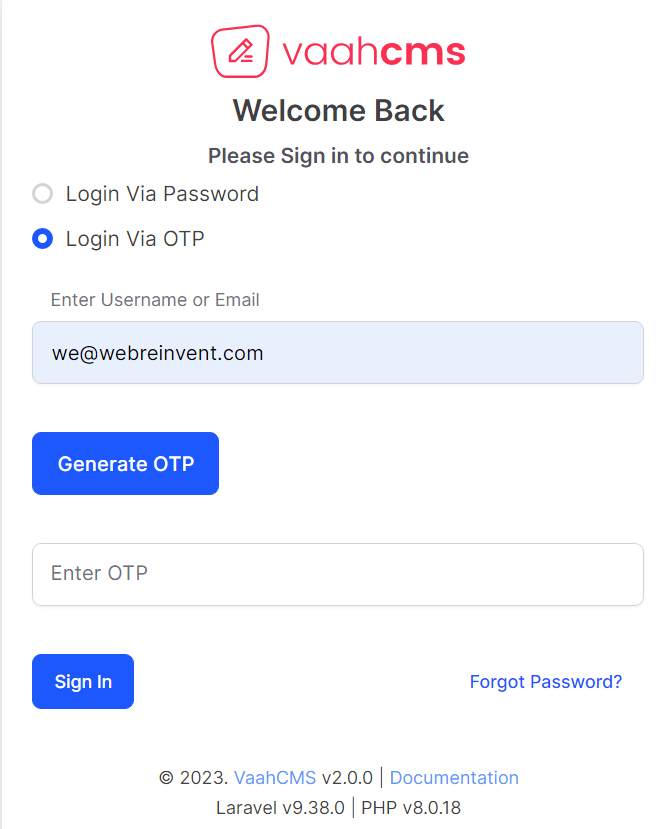 vaahcms
Welcome Back
Please Sign in to continue
Login Via Password
Login Via OTP
Enter Username or Email
we@webreinvent.com
Generate OTP
Enter OTP
Sign In
Forgot Password?
© 2023. VaahCMS v2.0.0 | Documentation
Laravel v9.38.0 | PHP v8.0.18